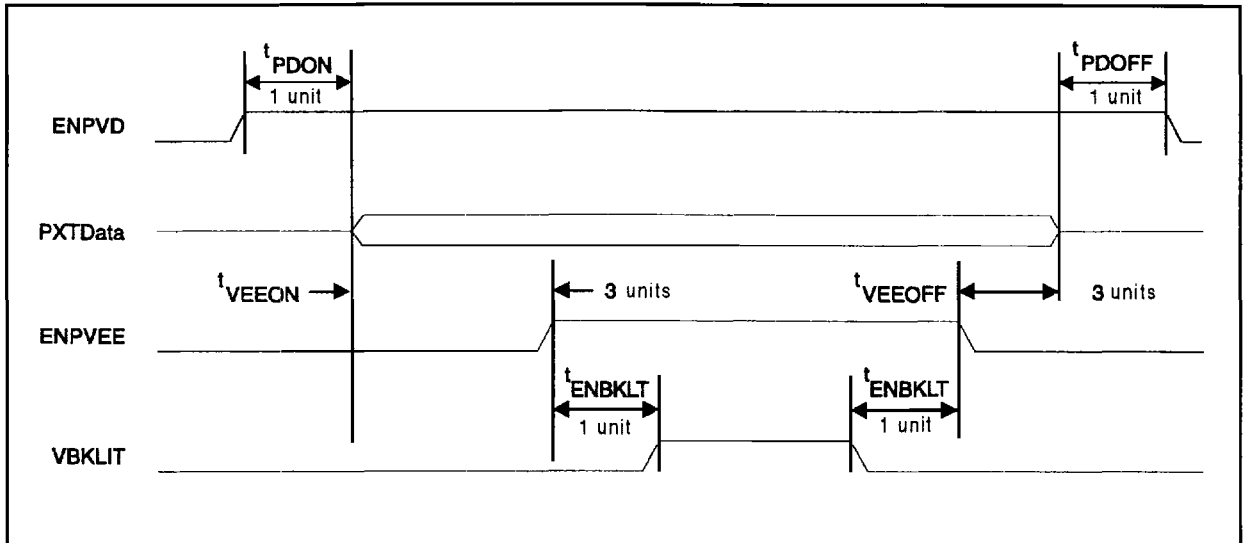 tPDON
1 unit
tPDOFF
1 unit
ENPVD
PXTData
tVEEON
3 units
tVEEOFF
3 units
ENPVEE
tENBKLT
1 unit
tENBKLT
1 unit
VBKLIT